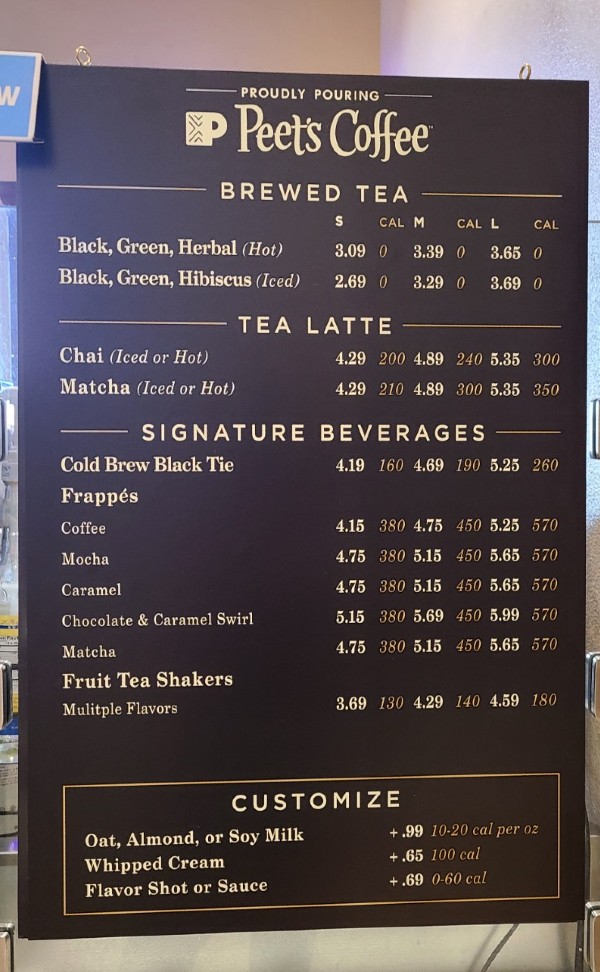 W
PROUDLY POURING
Peet's Coffee™
BREWED TEA
S CAL M CAL L CAL
Black, Green, Herbal (Hot) 3.09 0 3.39 0 3.65 0
Black, Green, Hibiscus (Iced) 2.69 0 3.29 0 3.69 0
TEA LATTE
Chai (Iced or Hot) 4.29 200 4.89 240 5.35 300
Matcha (Iced or Hot) 4.29 210 4.89 300 5.35 350
SIGNATURE BEVERAGES
Cold Brew Black Tie 4.19 160 4.69 190 5.25 260
Frappés
Coffee 4.15 380 4.75 450 5.25 570
Mocha 4.75 380 5.15 450 5.65 570
Caramel 4.75 380 5.15 450 5.65 570
Chocolate & Caramel Swirl 5.15 380 5.69 450 5.99 570
Matcha 4.75 380 5.15 450 5.65 570
Fruit Tea Shakers
Mulitple Flavors 3.69 130 4.29 140 4.59 180
CUSTOMIZE
Oat, Almond, or Soy Milk +.99 10-20 cal per oz
Whipped Cream +.65 100 cal
Flavor Shot or Sauce +.69 0-60 cal